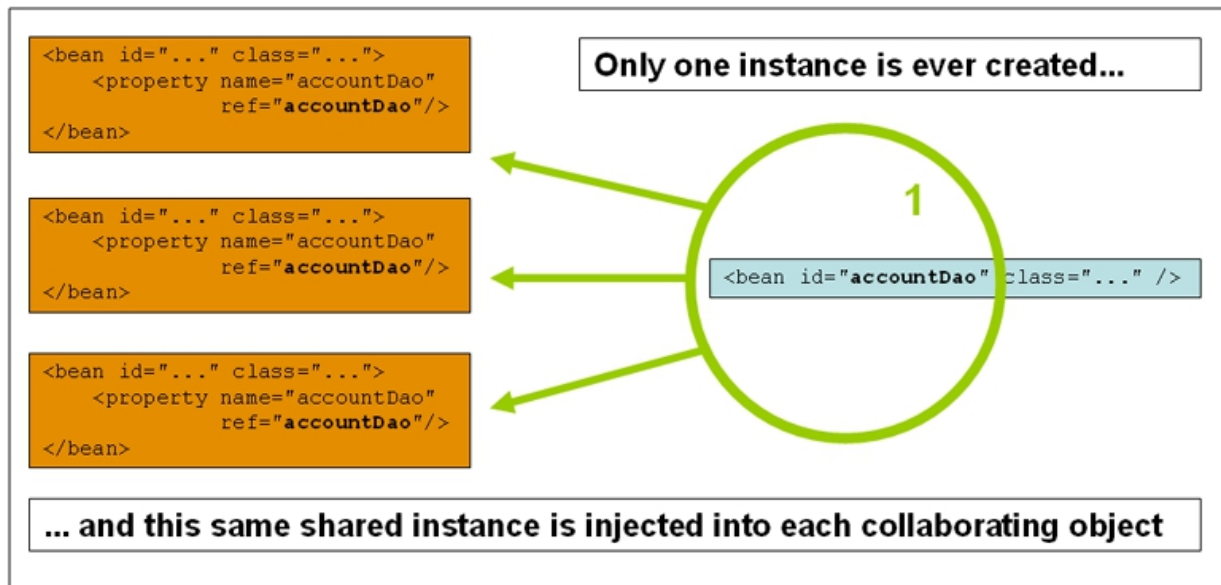 <bean id="..." class="...">
<property name="accountDao"
ref="accountDao"/>
</bean>
Only one instance is ever created...
<bean id="..." class="...">
<property name="accountDao"
ref="accountDao"/>
</bean>
1
<bean id="accountDao" class="..." />
<bean id="..." class="...">
<property name="accountDao"
ref="accountDao"/>
</bean>
... and this same shared instance is injected into each collaborating object